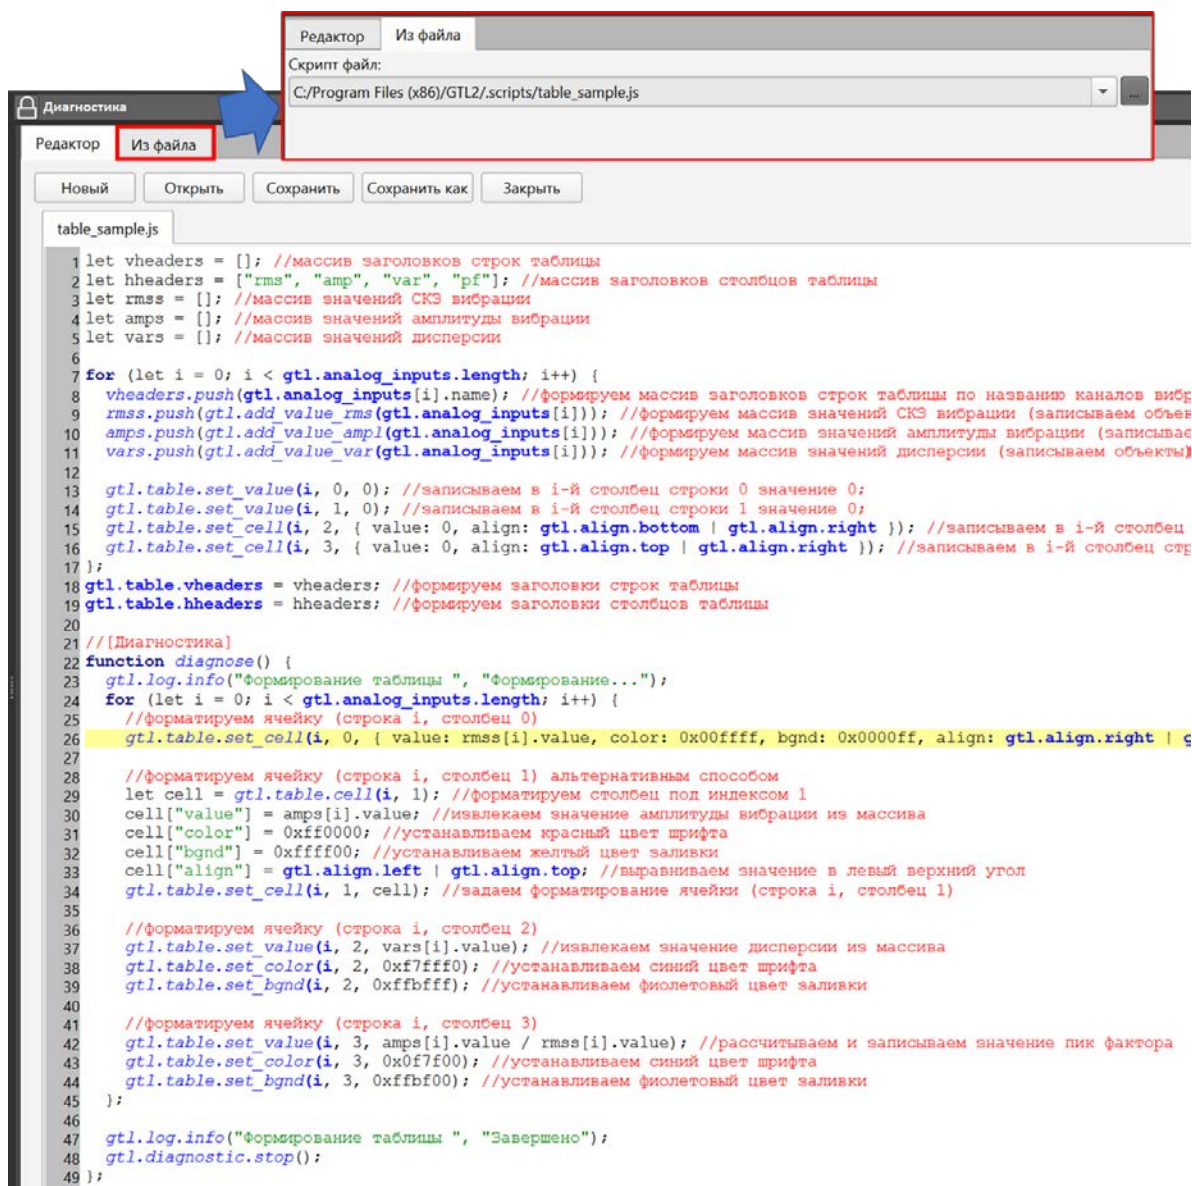 Редактор Из файла
Скрипт файл:
C:/Program Files (x86)/GTL2/.scripts/table_sample.js ...
Диагностика
Редактор Из файла
Новый Открыть Сохранить Сохранить как Закрыть
table_sample.js
1 let vheaders = []; //массив заголовков строк таблицы
2 let hheaders = ["rms", "amp", "var", "pf"]; //массив заголовков столбцов таблицы
3 let rmss = []; //массив значений СКЗ вибрации
4 let amps = []; //массив значений амплитуды вибрации
5 let vars = []; //массив значений дисперсии
6
7 for (let i = 0; i < gtl.analog_inputs.length; i++) {
8 vheaders.push(gtl.analog_inputs[i].name); //формируем массив заголовков строк таблицы по названию каналов вибр
9 rmss.push(gtl.add_value_rms(gtl.analog_inputs[i])); //формируем массив значений СКЗ вибрации (записываем объек
10 amps.push(gtl.add_value_ampl(gtl.analog_inputs[i])); //формируем массив значений амплитуды вибрации (записывае
11 vars.push(gtl.add_value_var(gtl.analog_inputs[i])); //формируем массив значений дисперсии (записываем объекты)
12
13 gtl.table.set_value(i, 0, 0); //записываем в i-й столбец строки 0 значение 0;
14 gtl.table.set_value(i, 1, 0); //записываем в i-й столбец строки 1 значение 0;
15 gtl.table.set_cell(i, 2, { value: 0, align: gtl.align.bottom | gtl.align.right }); //записываем в i-й столбец
16 gtl.table.set_cell(i, 3, { value: 0, align: gtl.align.top | gtl.align.right }); //записываем в i-й столбец стр
17 };
18 gtl.table.vheaders = vheaders; //формируем заголовки строк таблицы
19 gtl.table.hheaders = hheaders; //формируем заголовки столбцов таблицы
20
21 //[Диагностика]
22 function diagnose() {
23 gtl.log.info("Формирование таблицы ", "Формирование...");
24 for (let i = 0; i < gtl.analog_inputs.length; i++) {
25 //форматируем ячейку (строка i, столбец 0)
26 gtl.table.set_cell(i, 0, { value: rmss[i].value, color: 0x00ffff, bgnd: 0x0000ff, align: gtl.align.right | g
27
28 //форматируем ячейку (строка i, столбец 1) альтернативным способом
29 let cell = gtl.table.cell(i, 1); //форматируем столбец под индексом 1
30 cell["value"] = amps[i].value; //извлекаем значение амплитуды вибрации из массива
31 cell["color"] = 0xff0000; //устанавливаем красный цвет шрифта
32 cell["bgnd"] = 0xffff00; //устанавливаем желтый цвет заливки
33 cell["align"] = gtl.align.left | gtl.align.top; //выравниваем значение в левый верхний угол
34 gtl.table.set_cell(i, 1, cell); //задаем форматирование ячейки (строка i, столбец 1)
35
36 //форматируем ячейку (строка i, столбец 2)
37 gtl.table.set_value(i, 2, vars[i].value); //извлекаем значение дисперсии из массива
38 gtl.table.set_color(i, 2, 0xf7fff0); //устанавливаем синий цвет шрифта
39 gtl.table.set_bgnd(i, 2, 0xffbfff); //устанавливаем фиолетовый цвет заливки
40
41 //форматируем ячейку (строка i, столбец 3)
42 gtl.table.set_value(i, 3, amps[i].value / rmss[i].value); //рассчитываем и записываем значение пик фактора
43 gtl.table.set_color(i, 3, 0x0f7f00); //устанавливаем синий цвет шрифта
44 gtl.table.set_bgnd(i, 3, 0xffbf00); //устанавливаем фиолетовый цвет заливки
45 };
46
47 gtl.log.info("Формирование таблицы ", "Завершено");
48 gtl.diagnostic.stop();
49 };